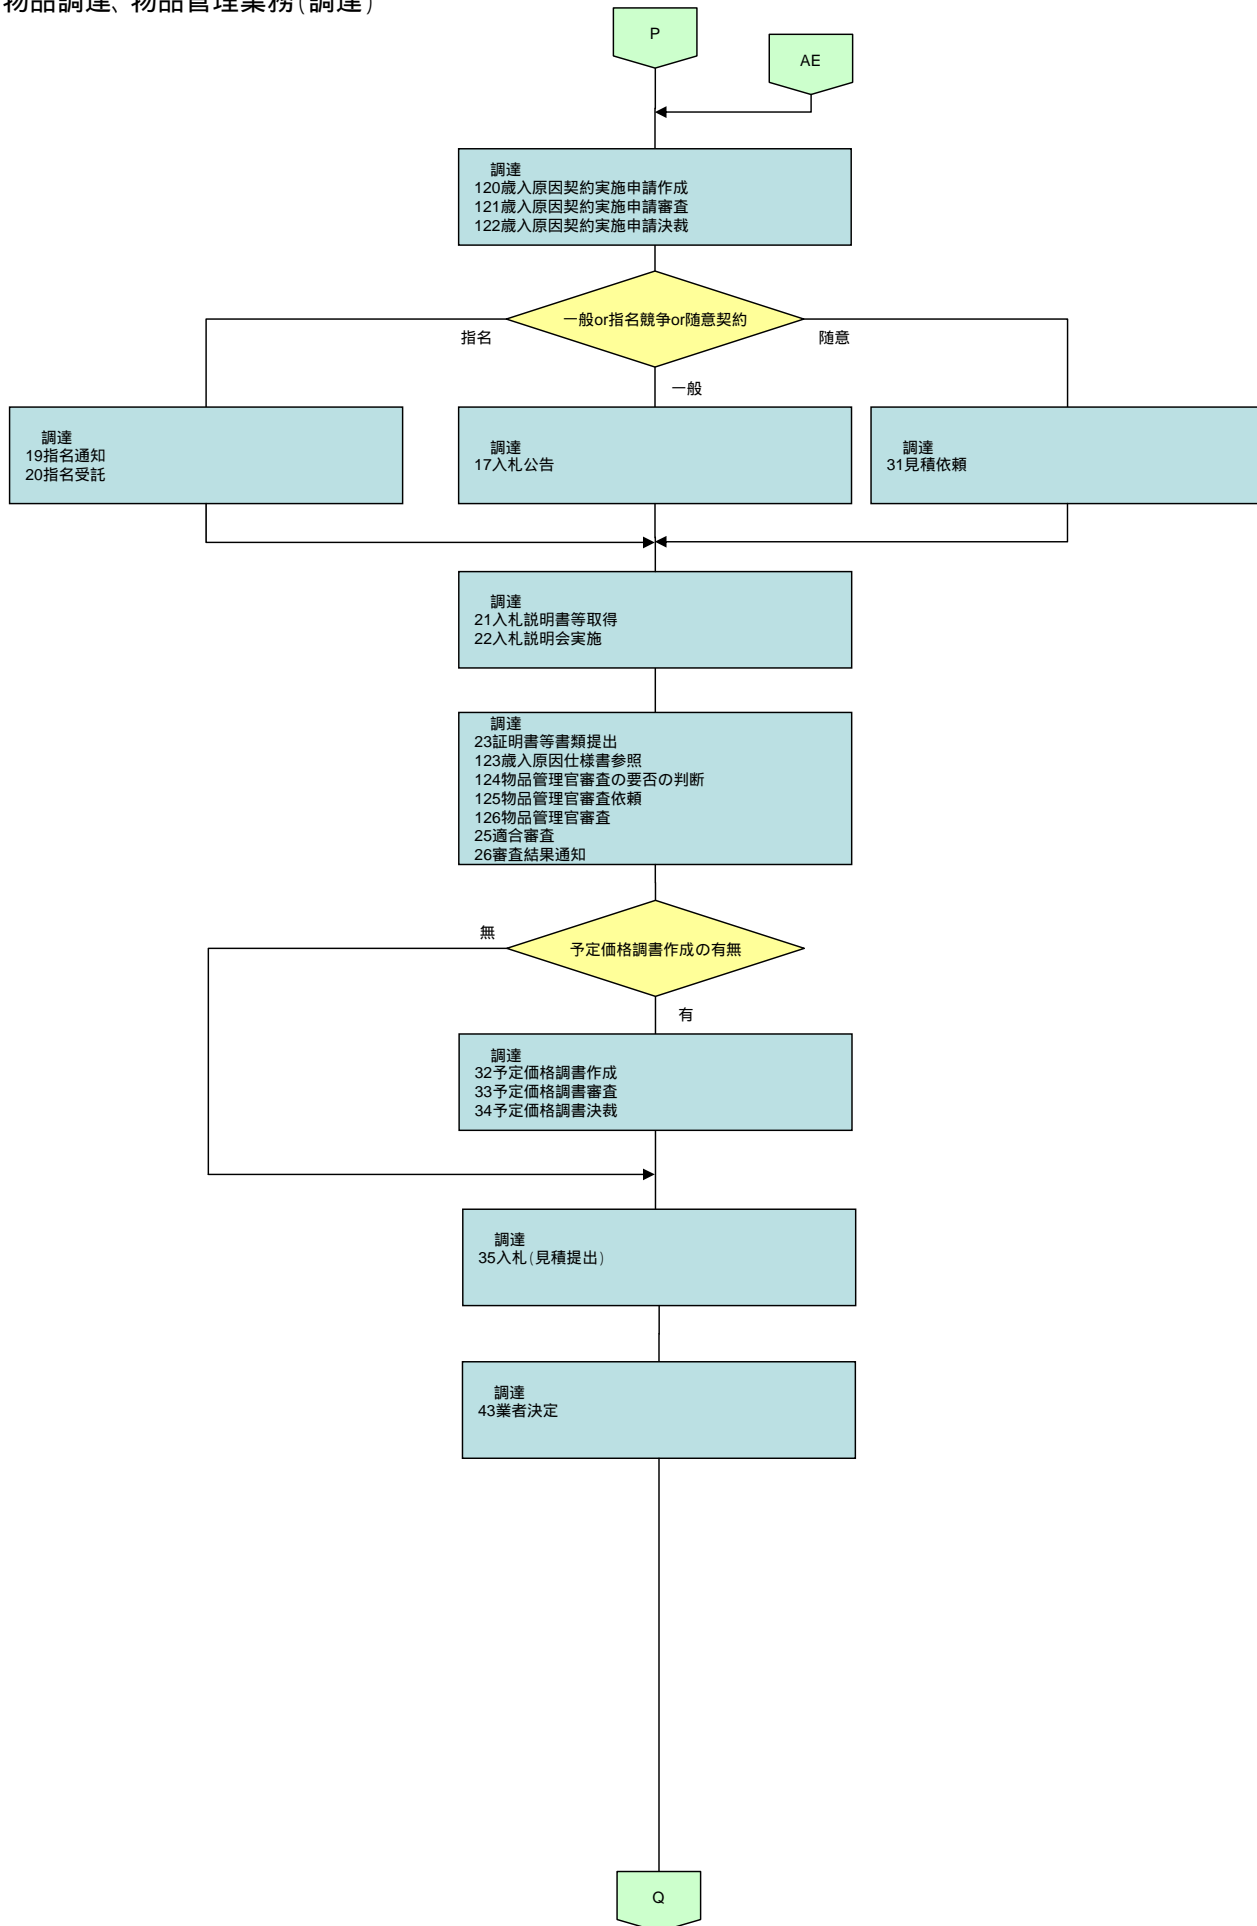 物品調達、物品管理業務(調達)
P
AE
調達
120歳入原因契約実施申請作成
121歳入原因契約実施申請審査
122歳入原因契約実施申請決裁
一般or指名競争or随意契約
指名
随意
一般
調達
19指名通知
20指名受託
調達
17入札公告
調達
31見積依頼
調達
21入札説明書等取得
22入札説明会実施
調達
23証明書等書類提出
123歳入原因仕様書参照
124物品管理官審査の要否の判断
125物品管理官審査依頼
126物品管理官審査
25適合審査
26審査結果通知
無
予定価格調書作成の有無
有
調達
32予定価格調書作成
33予定価格調書審査
34予定価格調書決裁
調達
35入札(見積提出)
調達
43業者決定
Q